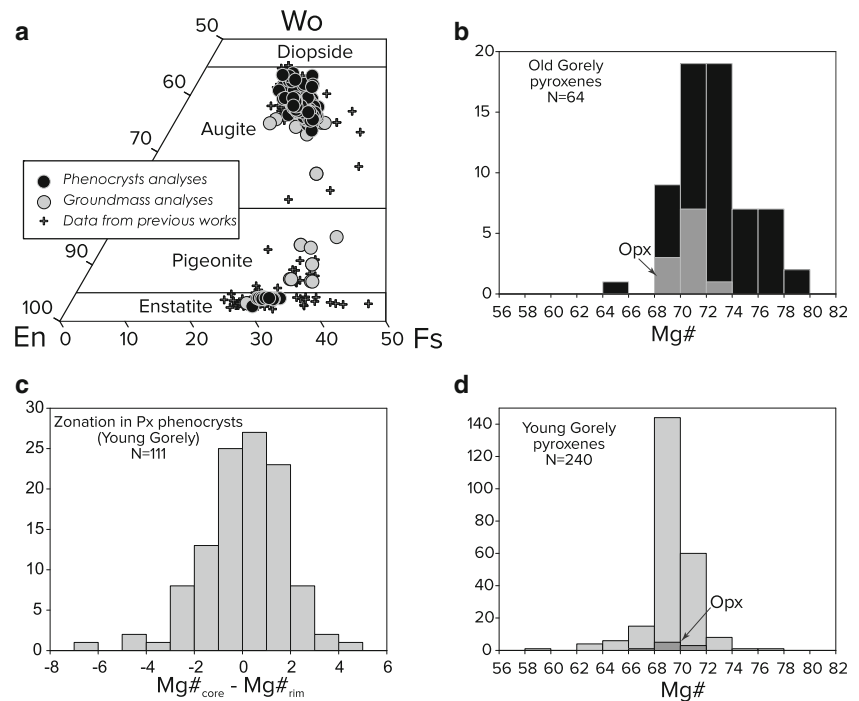 a
Wo
50
Diopside
60
Augite
70
Phenocrysts analyses
Groundmass analyses
Data from previous works
90
Pigeonite
Enstatite
100
En
0 10 20 30 40 50
Fs
b
Old Gorely
pyroxenes
N=64
20
15
10
5
0
Opx
56 58 60 62 64 66 68 70 72 74 76 78 80 82
Mg#
c
Zonation in Px phenocrysts
(Young Gorely)
N=111
30
25
20
15
10
5
0
-8 -6 -4 -2 0 2 4 6
Mg#core - Mg#rim
d
Young Gorely
pyroxenes
N=240
140
120
100
80
60
40
20
0
Opx
56 58 60 62 64 66 68 70 72 74 76 78 80 82
Mg#